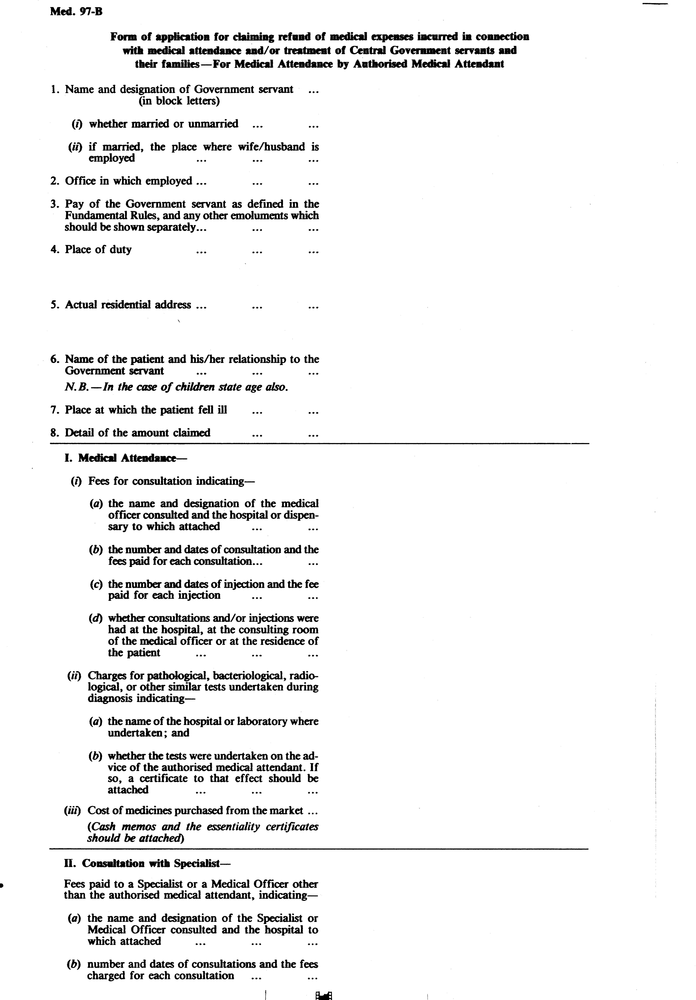 Med. 97-B
Form of application for claiming refund of medical expenses incurred in connection
with medical attendance and/or treatment of Central Government servants and
their families—For Medical Attendance by Authorised Medical Attendant
1. Name and designation of Government servant ...
(in block letters)
(i) whether married or unmarried ... ...
(ii) if married, the place where wife/husband is
employed ... ... ...
2. Office in which employed ... ... ...
3. Pay of the Government servant as defined in the
Fundamental Rules, and any other emoluments which
should be shown separately... ... ...
4. Place of duty ... ... ...
5. Actual residential address ... ... ...
6. Name of the patient and his/her relationship to the
Government servant ... ... ...
N.B.—In the case of children state age also.
7. Place at which the patient fell ill ... ...
8. Detail of the amount claimed ... ...
I. Medical Attendance—
(i) Fees for consultation indicating—
(a) the name and designation of the medical
officer consulted and the hospital or dispen-
sary to which attached ... ...
(b) the number and dates of consultation and the
fees paid for each consultation... ...
(c) the number and dates of injection and the fee
paid for each injection ... ...
(d) whether consultations and/or injections were
had at the hospital, at the consulting room
of the medical officer or at the residence of
the patient ... ... ...
(ii) Charges for pathological, bacteriological, radio-
logical, or other similar tests undertaken during
diagnosis indicating—
(a) the name of the hospital or laboratory where
undertaken; and
(b) whether the tests were undertaken on the ad-
vice of the authorised medical attendant. If
so, a certificate to that effect should be
attached ... ... ...
(iii) Cost of medicines purchased from the market ...
(Cash memos and the essentiality certificates
should be attached)
II. Consultation with Specialist—
Fees paid to a Specialist or a Medical Officer other
than the authorised medical attendant, indicating—
(a) the name and designation of the Specialist or
Medical Officer consulted and the hospital to
which attached ... ... ...
(b) number and dates of consultations and the fees
charged for each consultation ... ...